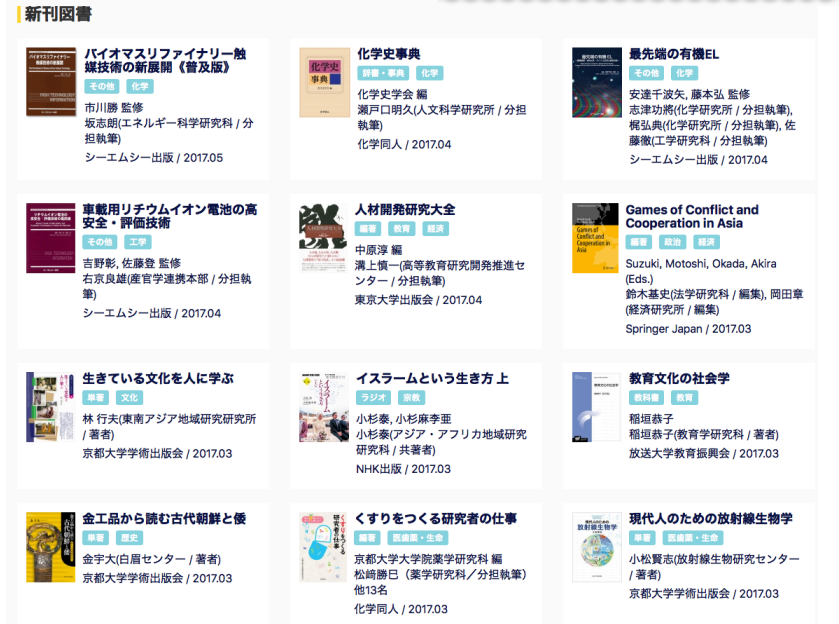 新刊図書
バイオマスリファイナリー触
媒技術の新展開《普及版》
その他 化学
市川勝 監修
坂志朗(エネルギー科学研究科 / 分
担執筆)
シーエムシー出版 / 2017.05
化学史事典
辞書・事典 化学
化学史学会 編
瀬戸口明久(人文科学研究所 / 分担
執筆)
化学同人 / 2017.04
最先端の有機EL
その他 化学
安達千波矢, 藤本弘 監修
志津功將(化学研究所 / 分担執筆),
梶弘典(化学研究所 / 分担執筆), 佐
藤徹(工学研究科 / 分担執筆)
シーエムシー出版 / 2017.04
車載用リチウムイオン電池の高
安全・評価技術
その他 工学
吉野彰, 佐藤登 監修
右京良雄(産官学連携本部 / 分担執
筆)
シーエムシー出版 / 2017.04
人材開発研究大全
編著 教育 経済
中原淳 編
溝上慎一(高等教育研究開発推進セ
ンター / 分担執筆)
東京大学出版会 / 2017.04
Games of Conflict and
Cooperation in Asia
編著 政治 経済
Suzuki, Motoshi, Okada, Akira
(Eds.)
鈴木基史(法学研究科 / 編集), 岡田章
(経済研究所 / 編集)
Springer Japan / 2017.03
生きている文化を人に学ぶ
単著 文化
林 行夫(東南アジア地域研究研究所
/ 著者)
京都大学学術出版会 / 2017.03
イスラームという生き方 上
ラジオ 宗教
小杉泰, 小杉麻李亜
小杉泰(アジア・アフリカ地域研究
研究科 / 共著者)
NHK出版 / 2017.03
教育文化の社会学
教科書 教育
稲垣恭子
稲垣恭子(教育学研究科 / 著者)
放送大学教育振興会 / 2017.03
金工品から読む古代朝鮮と倭
単著 歴史
金宇大(白眉センター / 著者)
京都大学学術出版会 / 2017.03
くすりをつくる研究者の仕事
編著 医歯薬・生命
京都大学大学院薬学研究科 編
松﨑勝巳（薬学研究科／分担執筆）
他13名
化学同人 / 2017.03
現代人のための放射線生物学
単著 医歯薬・生命
小松賢志(放射線生物研究センター
/ 著者)
京都大学学術出版会 / 2017.03